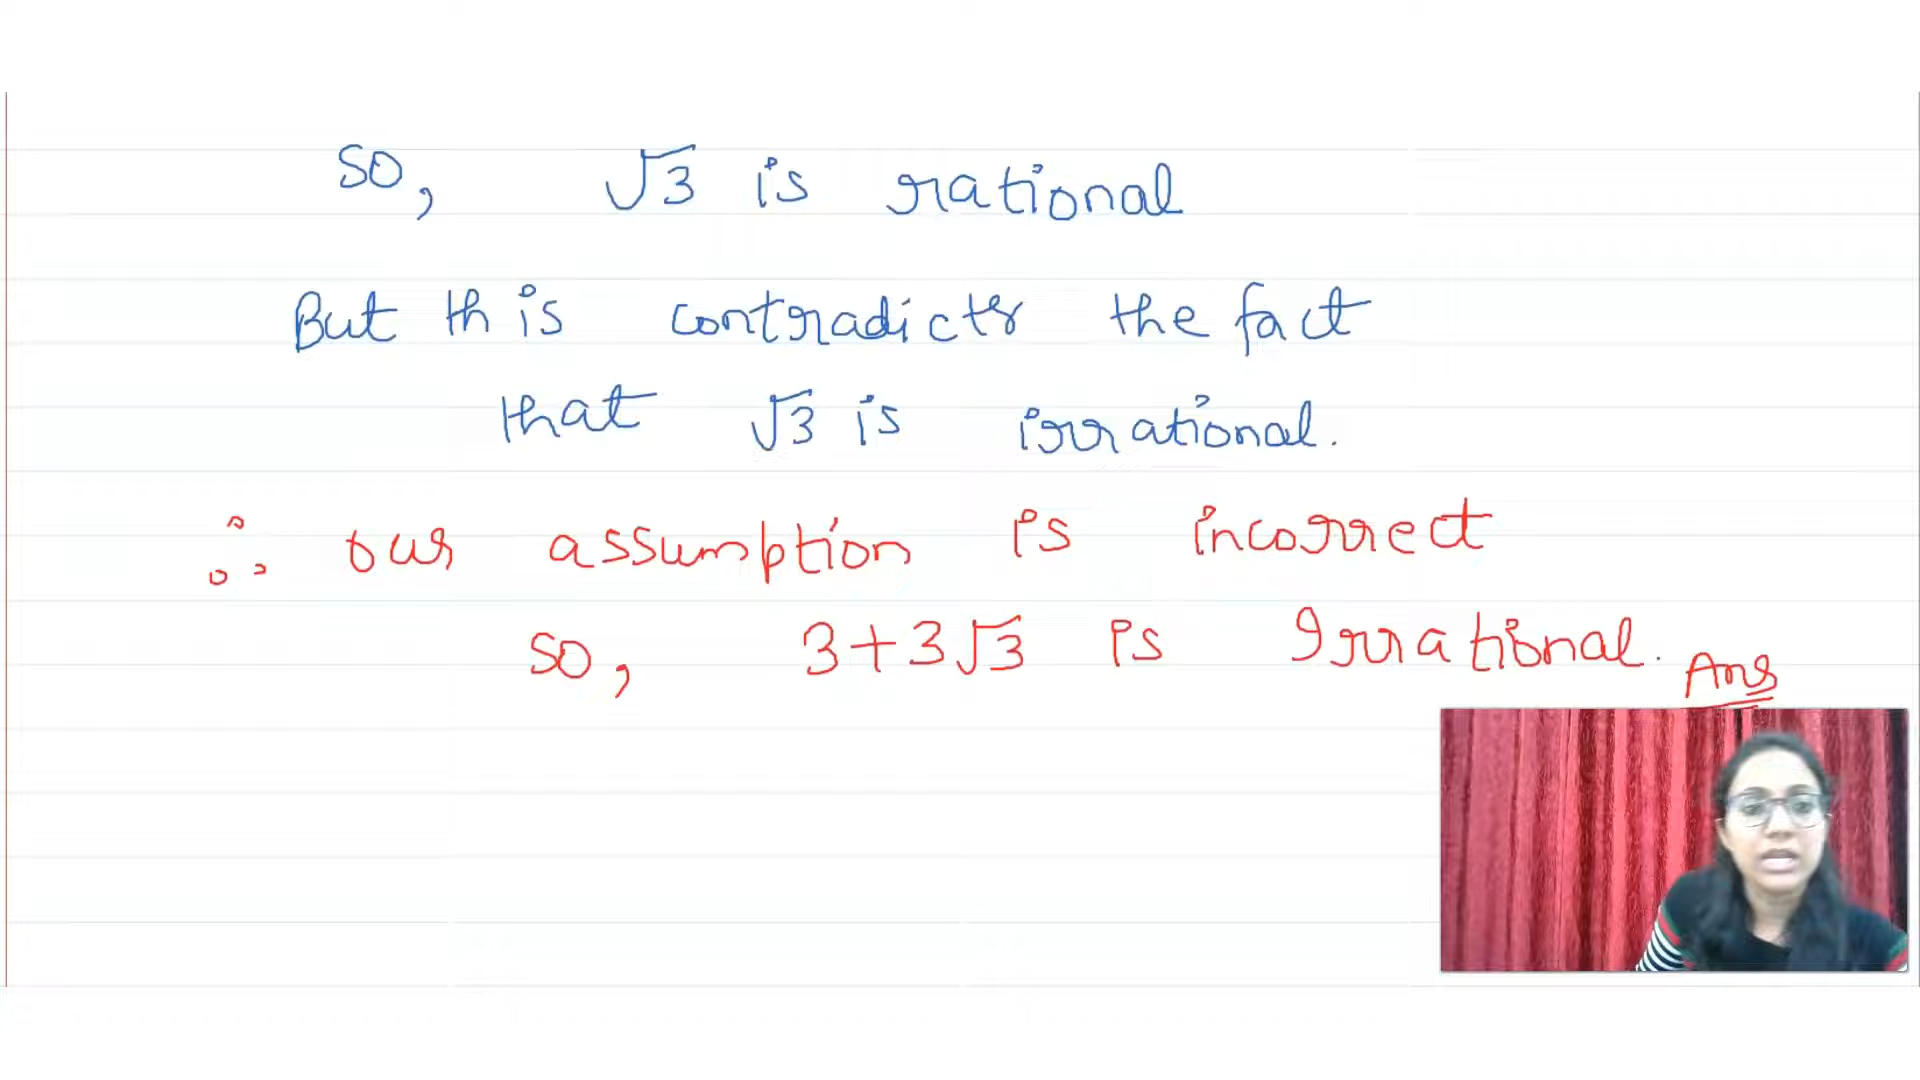 So, √3 is rational
But this contradicts the fact
that √3 is irrational.
∴ our assumption is incorrect
So, 3+3√3 is Irrational.
Ans